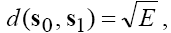 d(s₀, s₁) = √E ,